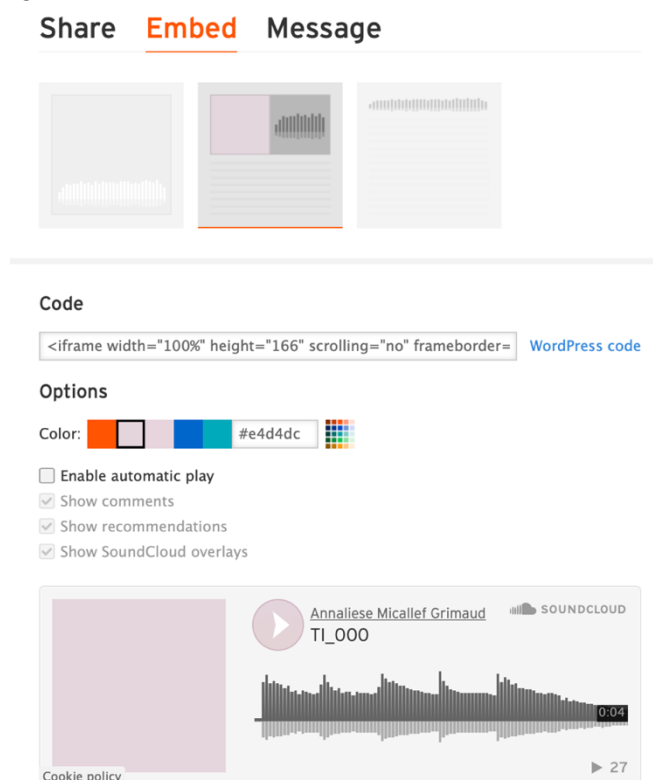 Share Embed Message
Code
<iframe width="100%" height="166" scrolling="no" frameborder=
WordPress code
Options
Color:
#e4d4dc
Enable automatic play
Show comments
Show recommendations
Show SoundCloud overlays
Annaliese Micallef Grimaud
SOUNDCLOUD
TI_000
0:04
27
Cookie policy